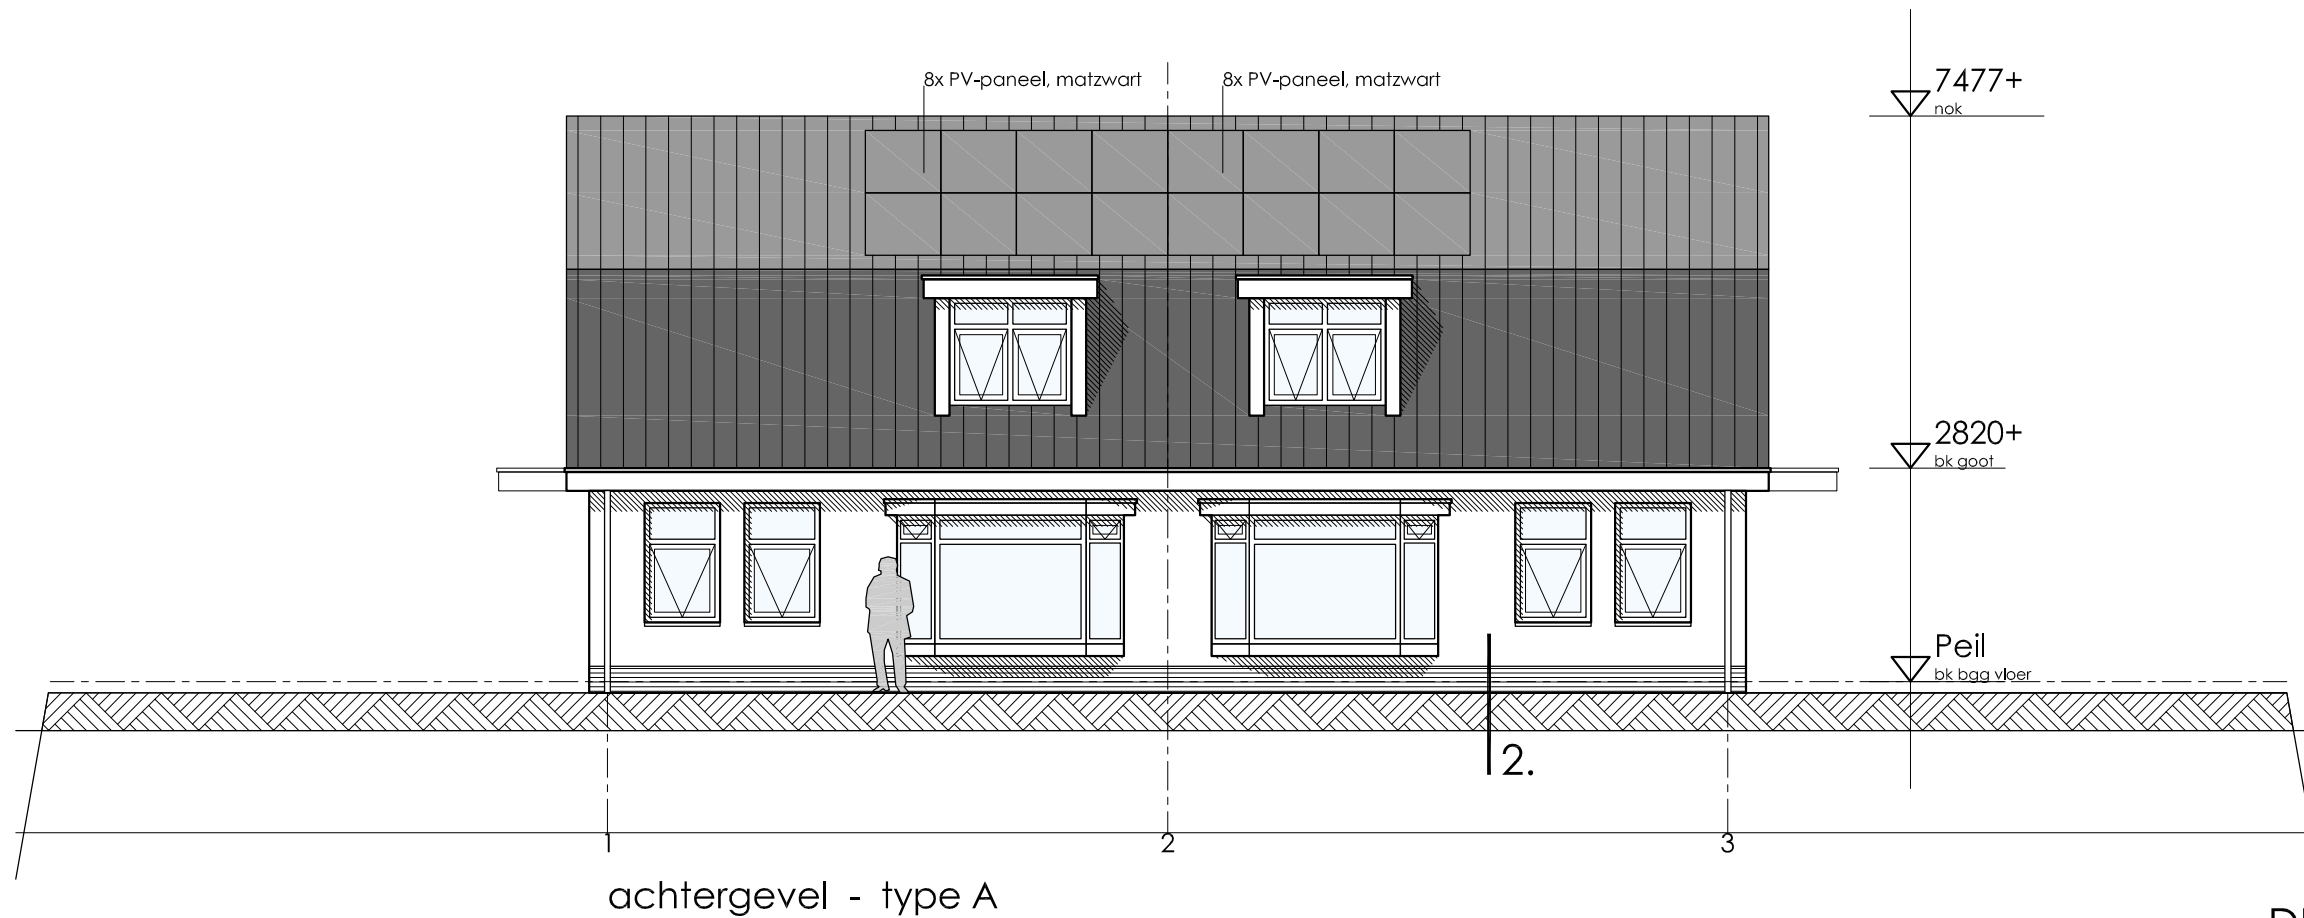 8x PV-paneel, matzwart
8x PV-paneel, matzwart
7477+
nok
2820+
bk goot
Peil
bk bgg vloer
2.
1
2
3
achtergevel - type A